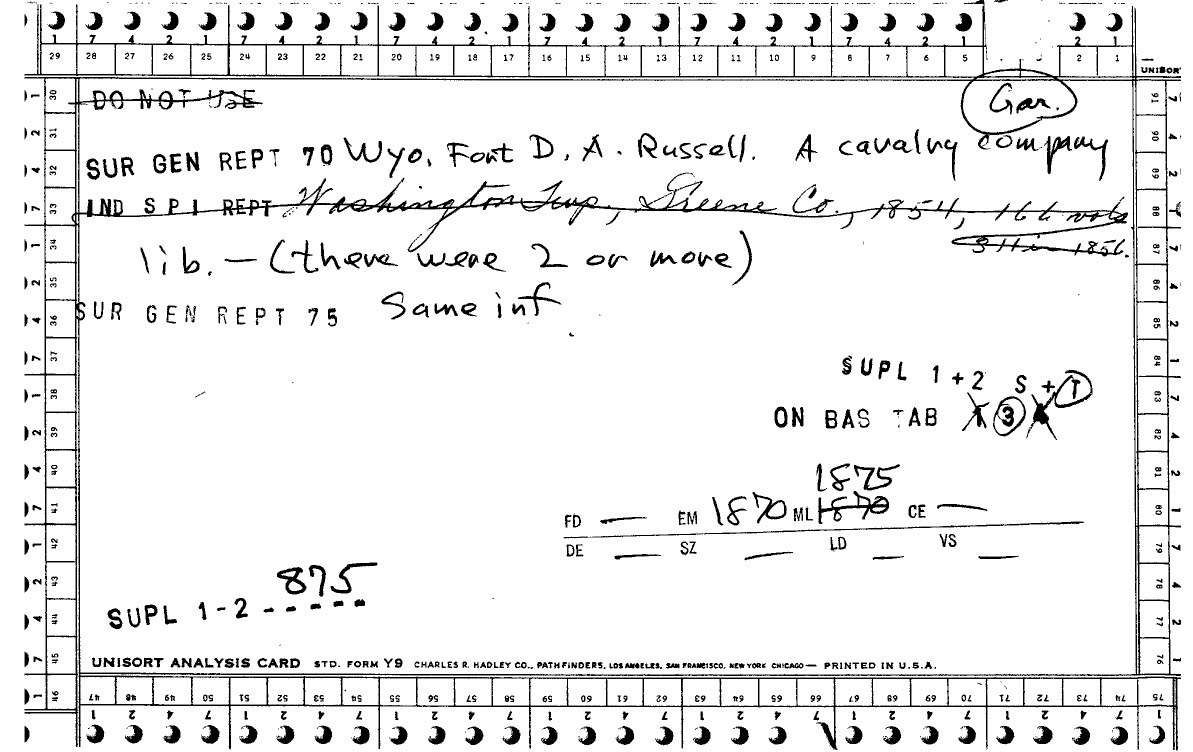 7 4 2 1 7 4 2 1 7 4 2 1 7 4 2 1 7 4 2 1 7 4 2 1 2 1
29 28 27 26 25 24 23 22 21 20 19 18 17 16 15 14 13 12 11 10 9 8 7 6 5 2 1
UNISORT
DO NOT USE
Gar.
SUR GEN REPT 70 Wyo, Fort D. A. Russell. A cavalry company
IND S P I REPT Washington Twp., Greene Co., 1854, 166 vols
1856.
lib. — (there were 2 or more)
SUR GEN REPT 75 Same inf.
SUPL 1+2 S + T
ON BAS TAB 1 3 4
1875
FD — EM 1870 ML 1870 CE —
DE — SZ — LD — VS —
875
SUPL 1-2 -----
UNISORT ANALYSIS CARD STD. FORM Y9 CHARLES R. HADLEY CO., PATHFINDERS, LOS ANGELES, SAN FRANCISCO, NEW YORK CHICAGO — PRINTED IN U.S.A.
30 31 32 33 34 35 36 37 38 39 40 41 42 43 44 45 46
91 90 89 88 87 86 85 84 83 82 81 80 79 78 77 76 75
47 48 49 50 51 52 53 54 55 56 57 58 59 60 61 62 63 64 65 66 67 68 69 70 71 72 73 74
1 2 4 7 1 2 4 7 1 2 4 7 1 2 4 7 1 2 4 7 1 2 4 7 1 2 4 7